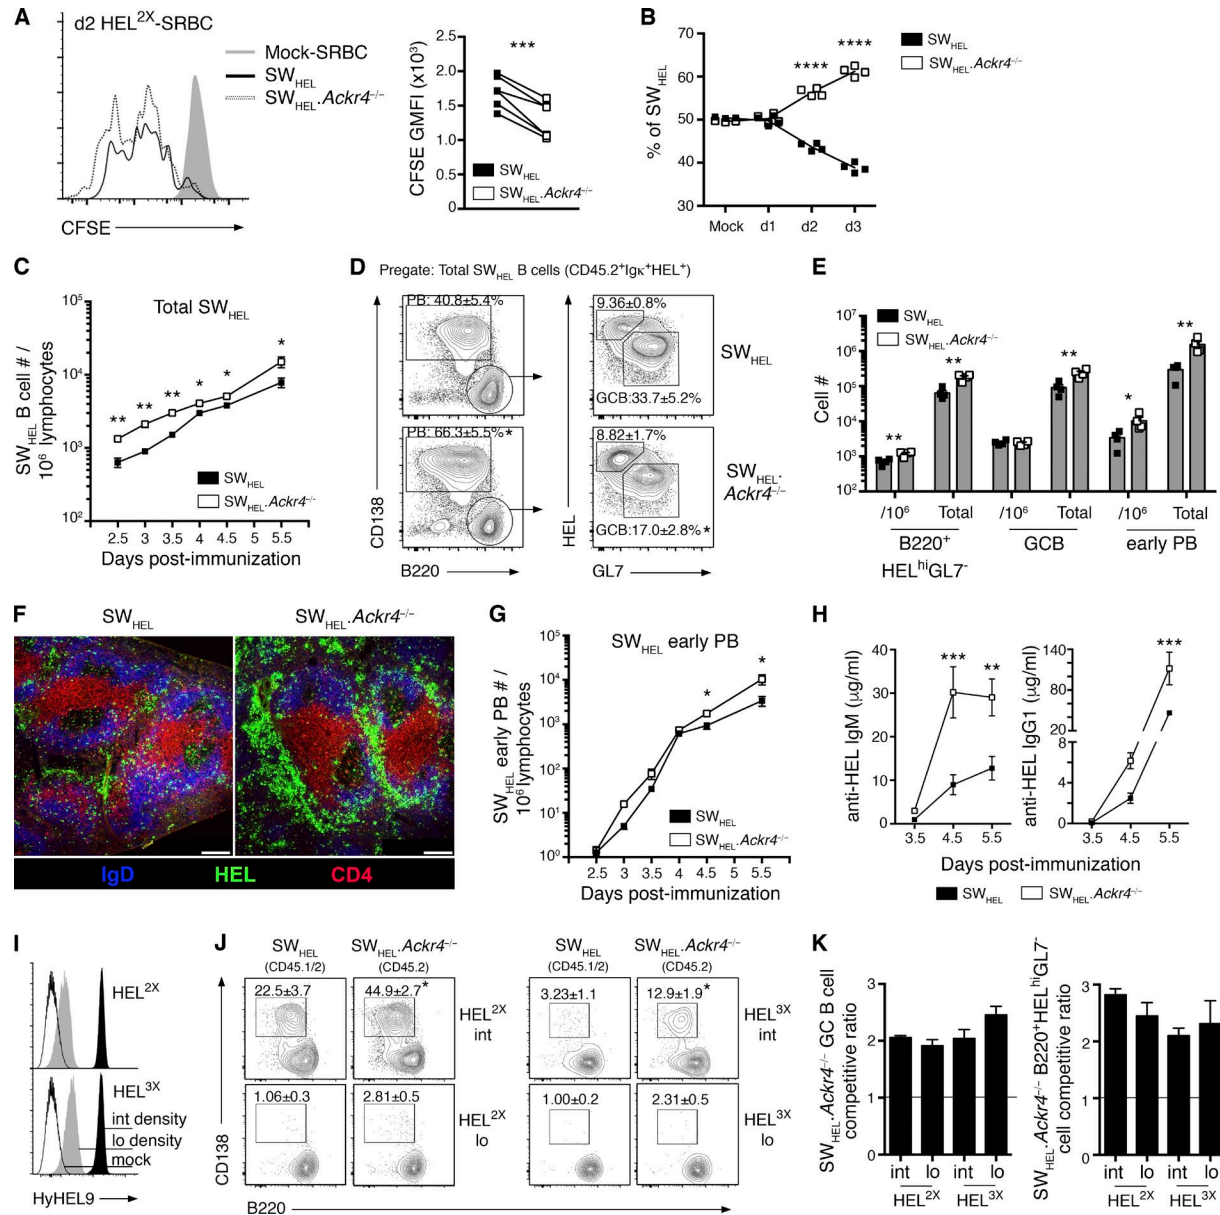 A
d2 HEL2X-SRBC
Mock-SRBC
SWHEL
SWHEL.Ackr4–/–
CFSE
CFSE GMFI (x10³)
2.5
2.0
1.5
1.0
0.5
0
***
SWHEL
SWHEL.Ackr4–/–
B
% of SWHEL
70
60
50
40
30
****
****
Mock d1 d2 d3
SWHEL
SWHEL.Ackr4–/–
C
Total SWHEL
SWHEL B cell # /
10⁶ lymphocytes
10⁵
10⁴
10³
10²
** ** ** * * *
SWHEL
SWHEL.Ackr4–/–
2.5 3 3.5 4 4.5 5.5
Days post-immunization
D
Pregate: Total SWHEL B cells (CD45.2+Igκ+HEL+)
PB: 40.8±5.4%
9.36±0.8%
GCB:33.7±5.2%
SWHEL
PB: 66.3±5.5%*
8.82±1.7%
GCB:17.0±2.8%*
SWHEL.
Ackr4–/–
CD138
B220
HEL
GL7
E
SWHEL
SWHEL.Ackr4–/–
Cell #
10⁷
10⁶
10⁵
10⁴
10³
10²
** ** ** * **
/10⁶ Total /10⁶ Total /10⁶ Total
B220+
HELhiGL7-
GCB
early PB
F
SWHEL
SWHEL.Ackr4–/–
IgD HEL CD4
G
SWHEL early PB
SWHEL early PB # /
10⁶ lymphocytes
10⁵
10⁴
10³
10²
10¹
10⁰
* *
SWHEL
SWHEL.Ackr4–/–
2.5 3 3.5 4 4.5 5.5
Days post-immunization
H
anti-HEL IgM (µg/ml)
40
30
20
10
0
*** **
3.5 4.5 5.5
anti-HEL IgG1 (µg/ml)
140
100
60
20
8
4
0
***
3.5 4.5 5.5
Days post-immunization
SWHEL SWHEL.Ackr4–/–
I
HEL2X
HEL3X
int density
lo density
mock
HyHEL9
J
SWHEL
(CD45.1/2)
SWHEL.Ackr4–/–
(CD45.2)
SWHEL
(CD45.1/2)
SWHEL.Ackr4–/–
(CD45.2)
22.5±3.7
44.9±2.7*
HEL2X
int
3.23±1.1
12.9±1.9*
HEL3X
int
1.06±0.3
2.81±0.5
HEL2X
lo
1.00±0.2
2.31±0.5
HEL3X
lo
CD138
B220
K
SWHEL.Ackr4–/– GC B cell
competitive ratio
3
2
1
0
int lo int lo
HEL2X HEL3X
SWHEL.Ackr4–/– B220+HELhiGL7-
cell competitive ratio
3
2
1
0
int lo int lo
HEL2X HEL3X